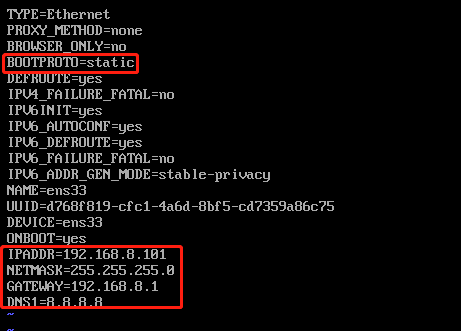 TYPE=Ethernet
PROXY_METHOD=none
BROWSER_ONLY=no
BOOTPROTO=static
DEFROUTE=yes
IPV4_FAILURE_FATAL=no
IPV6INIT=yes
IPV6_AUTOCONF=yes
IPV6_DEFROUTE=yes
IPV6_FAILURE_FATAL=no
IPV6_ADDR_GEN_MODE=stable-privacy
NAME=ens33
UUID=d768f819-cfc1-4a6d-8bf5-cd7359a86c75
DEVICE=ens33
ONBOOT=yes
IPADDR=192.168.8.101
NETMASK=255.255.255.0
GATEWAY=192.168.8.1
DNS1=8.8.8.8
~
~